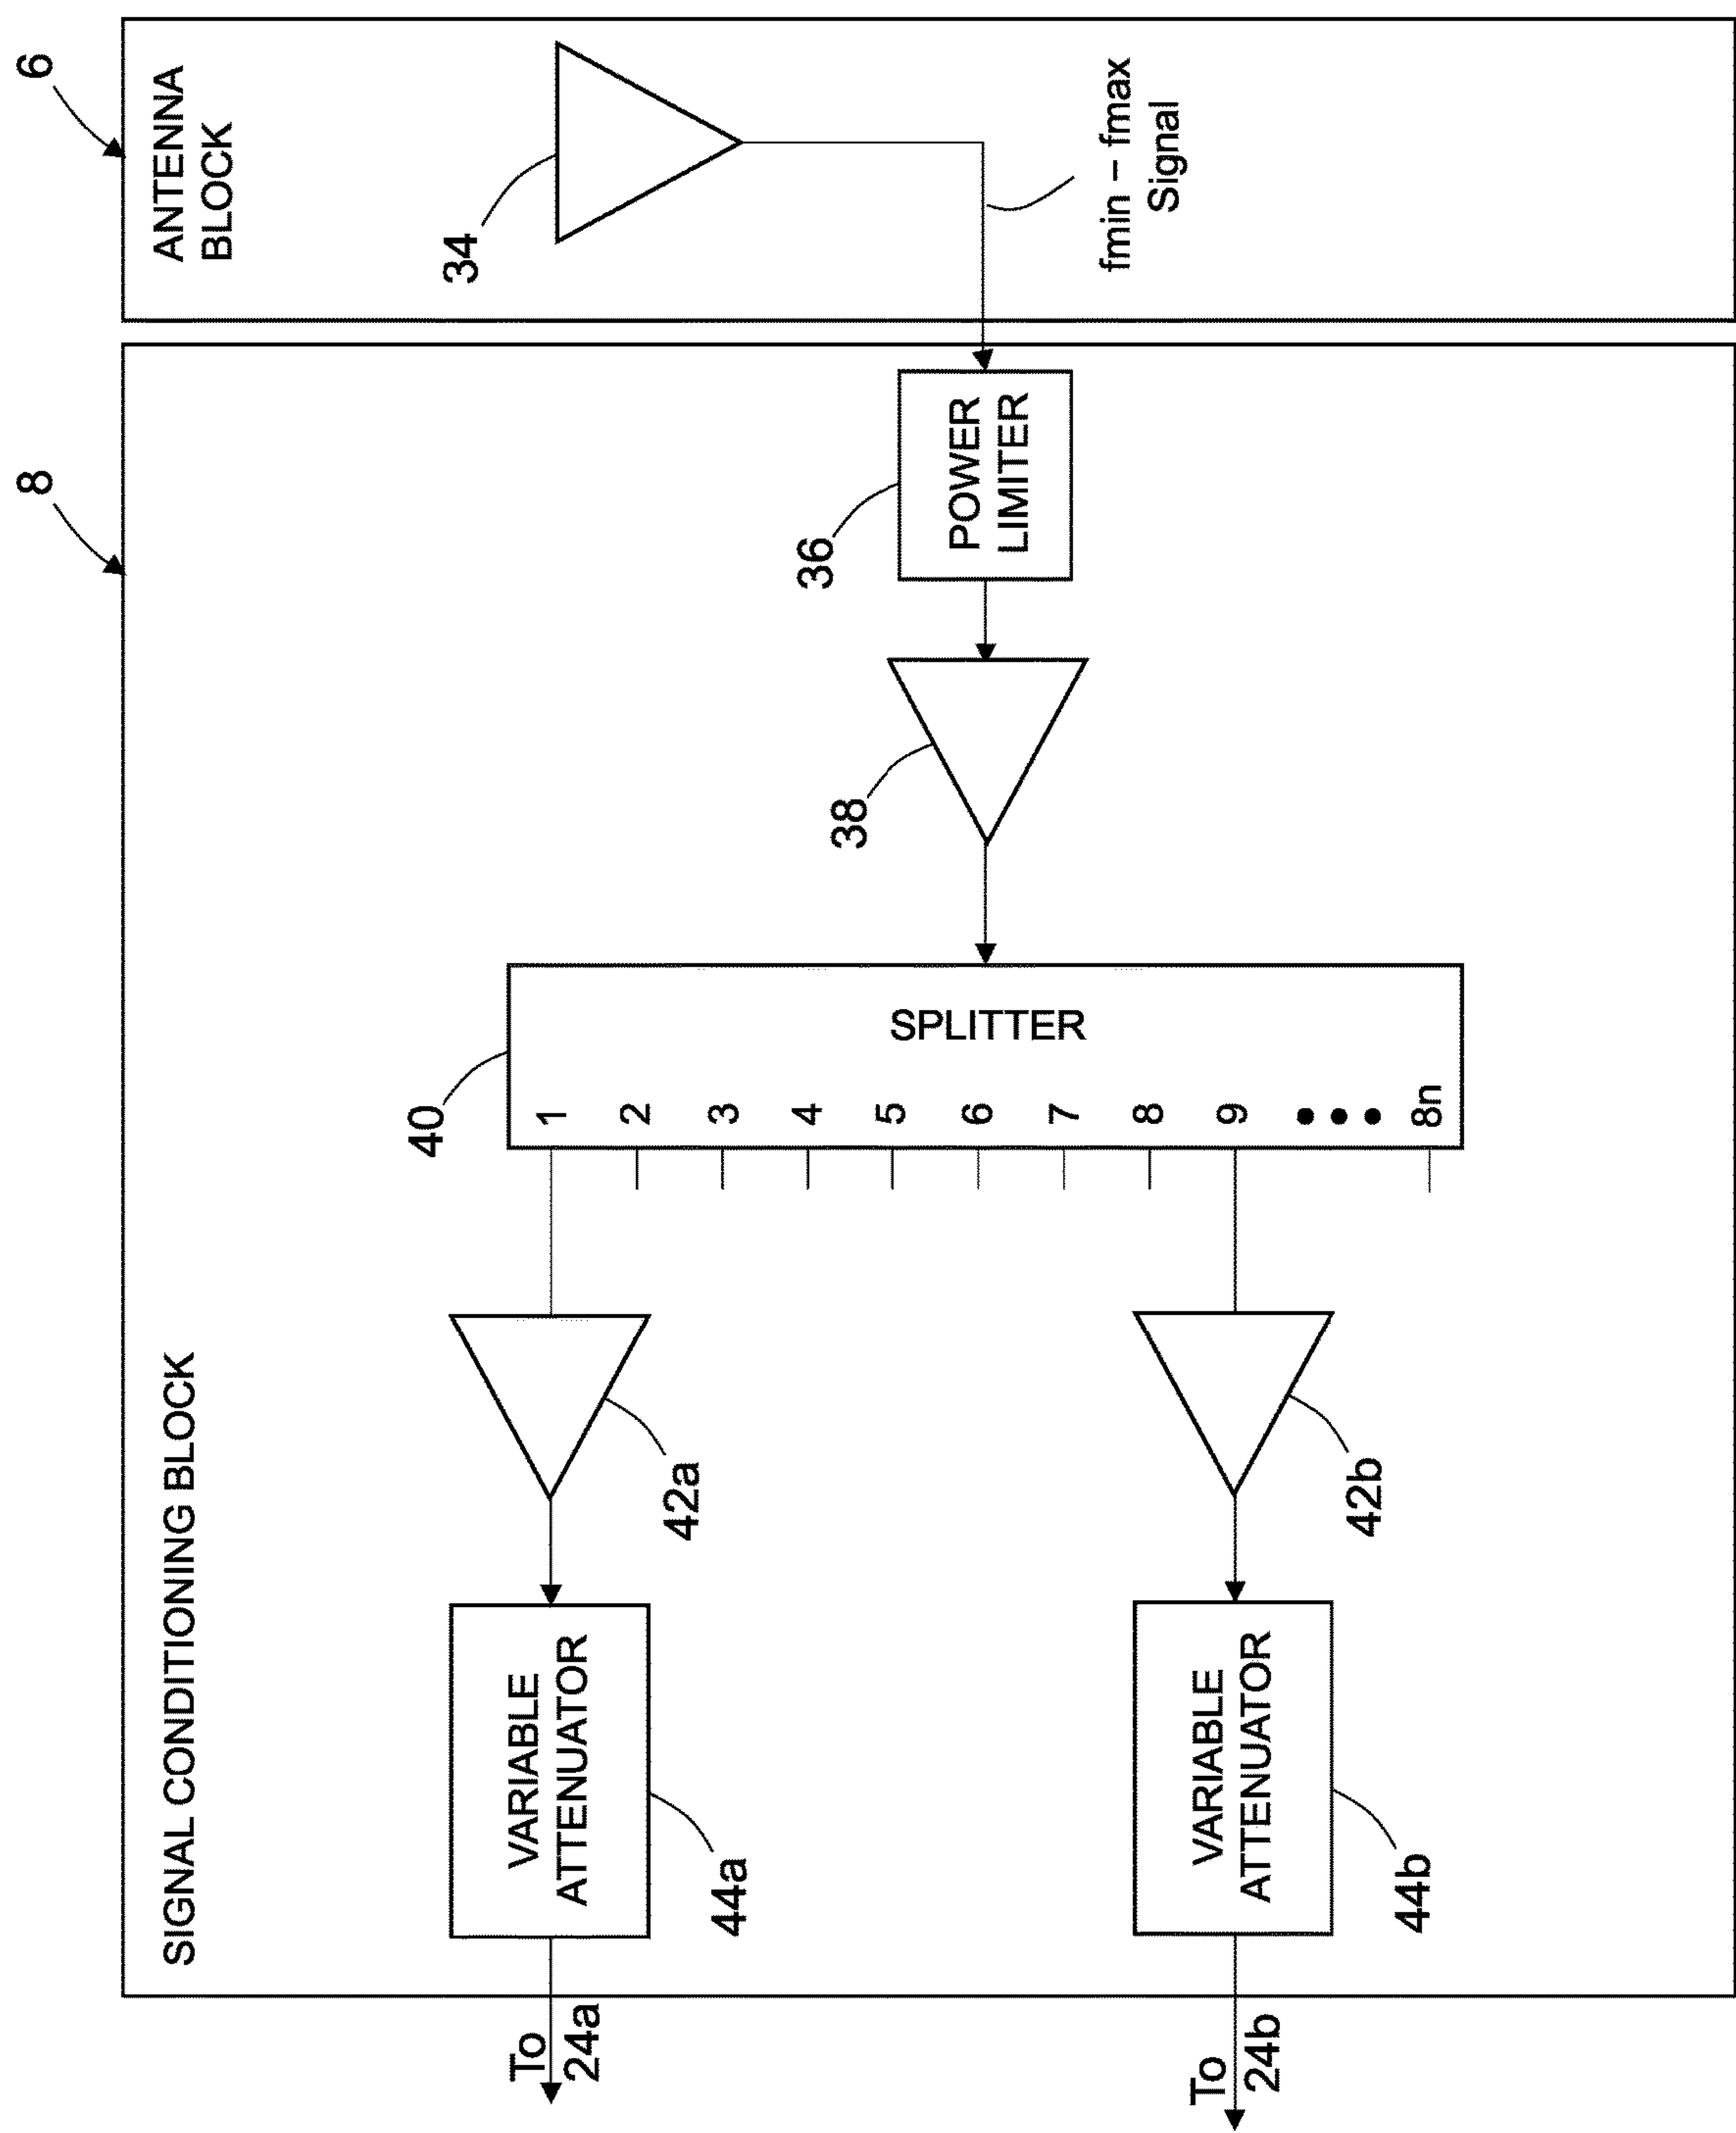 6
ANTENNA
BLOCK
34
fmin – fmax
Signal
8
SIGNAL CONDITIONING BLOCK
36
POWER
LIMITER
38
40
SPLITTER
1
2
3
4
5
6
7
8
9
8n
42a
42b
VARIABLE
ATTENUATOR
44a
VARIABLE
ATTENUATOR
44b
To
24a
To
24b